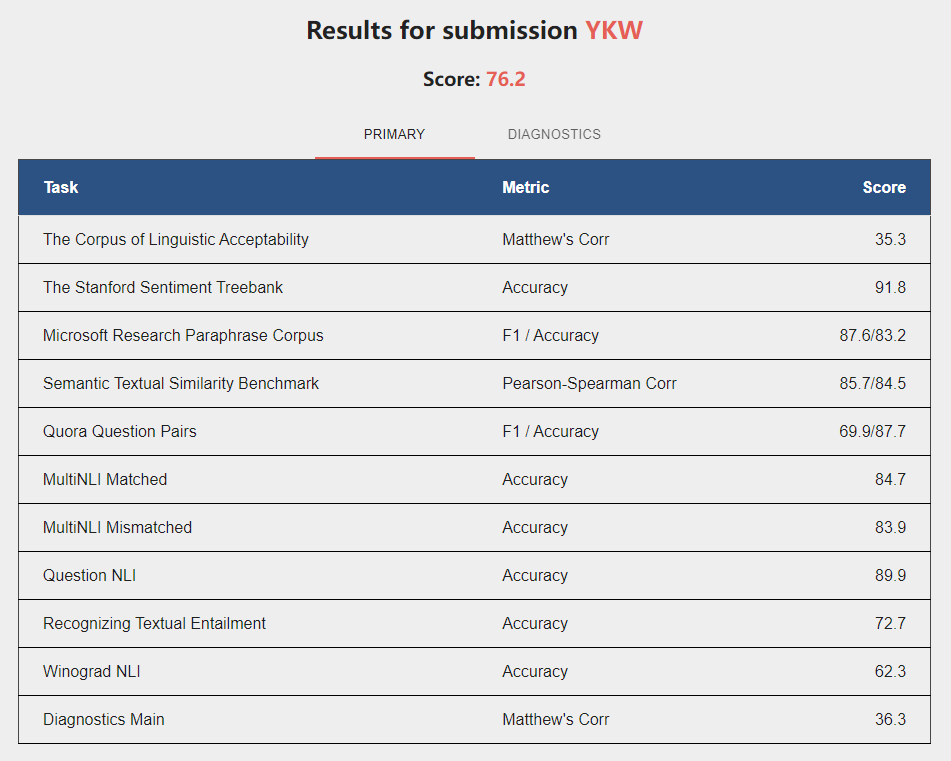 Results for submission YKW
Score: 76.2
PRIMARY DIAGNOSTICS
Task Metric Score
The Corpus of Linguistic Acceptability Matthew's Corr 35.3
The Stanford Sentiment Treebank Accuracy 91.8
Microsoft Research Paraphrase Corpus F1 / Accuracy 87.6/83.2
Semantic Textual Similarity Benchmark Pearson-Spearman Corr 85.7/84.5
Quora Question Pairs F1 / Accuracy 69.9/87.7
MultiNLI Matched Accuracy 84.7
MultiNLI Mismatched Accuracy 83.9
Question NLI Accuracy 89.9
Recognizing Textual Entailment Accuracy 72.7
Winograd NLI Accuracy 62.3
Diagnostics Main Matthew's Corr 36.3